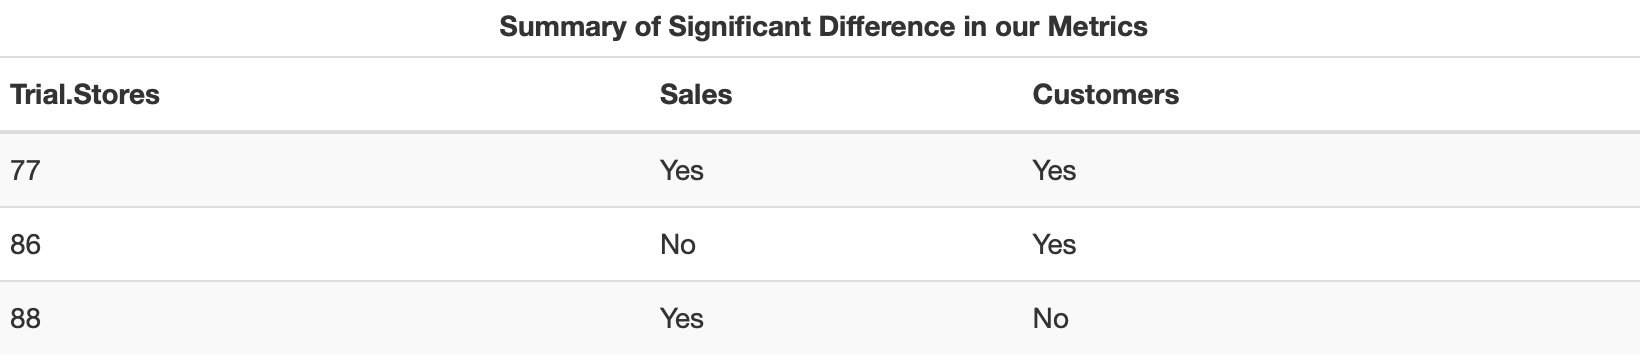 Summary of Significant Difference in our Metrics
Trial.Stores Sales Customers
77 Yes Yes
86 No Yes
88 Yes No